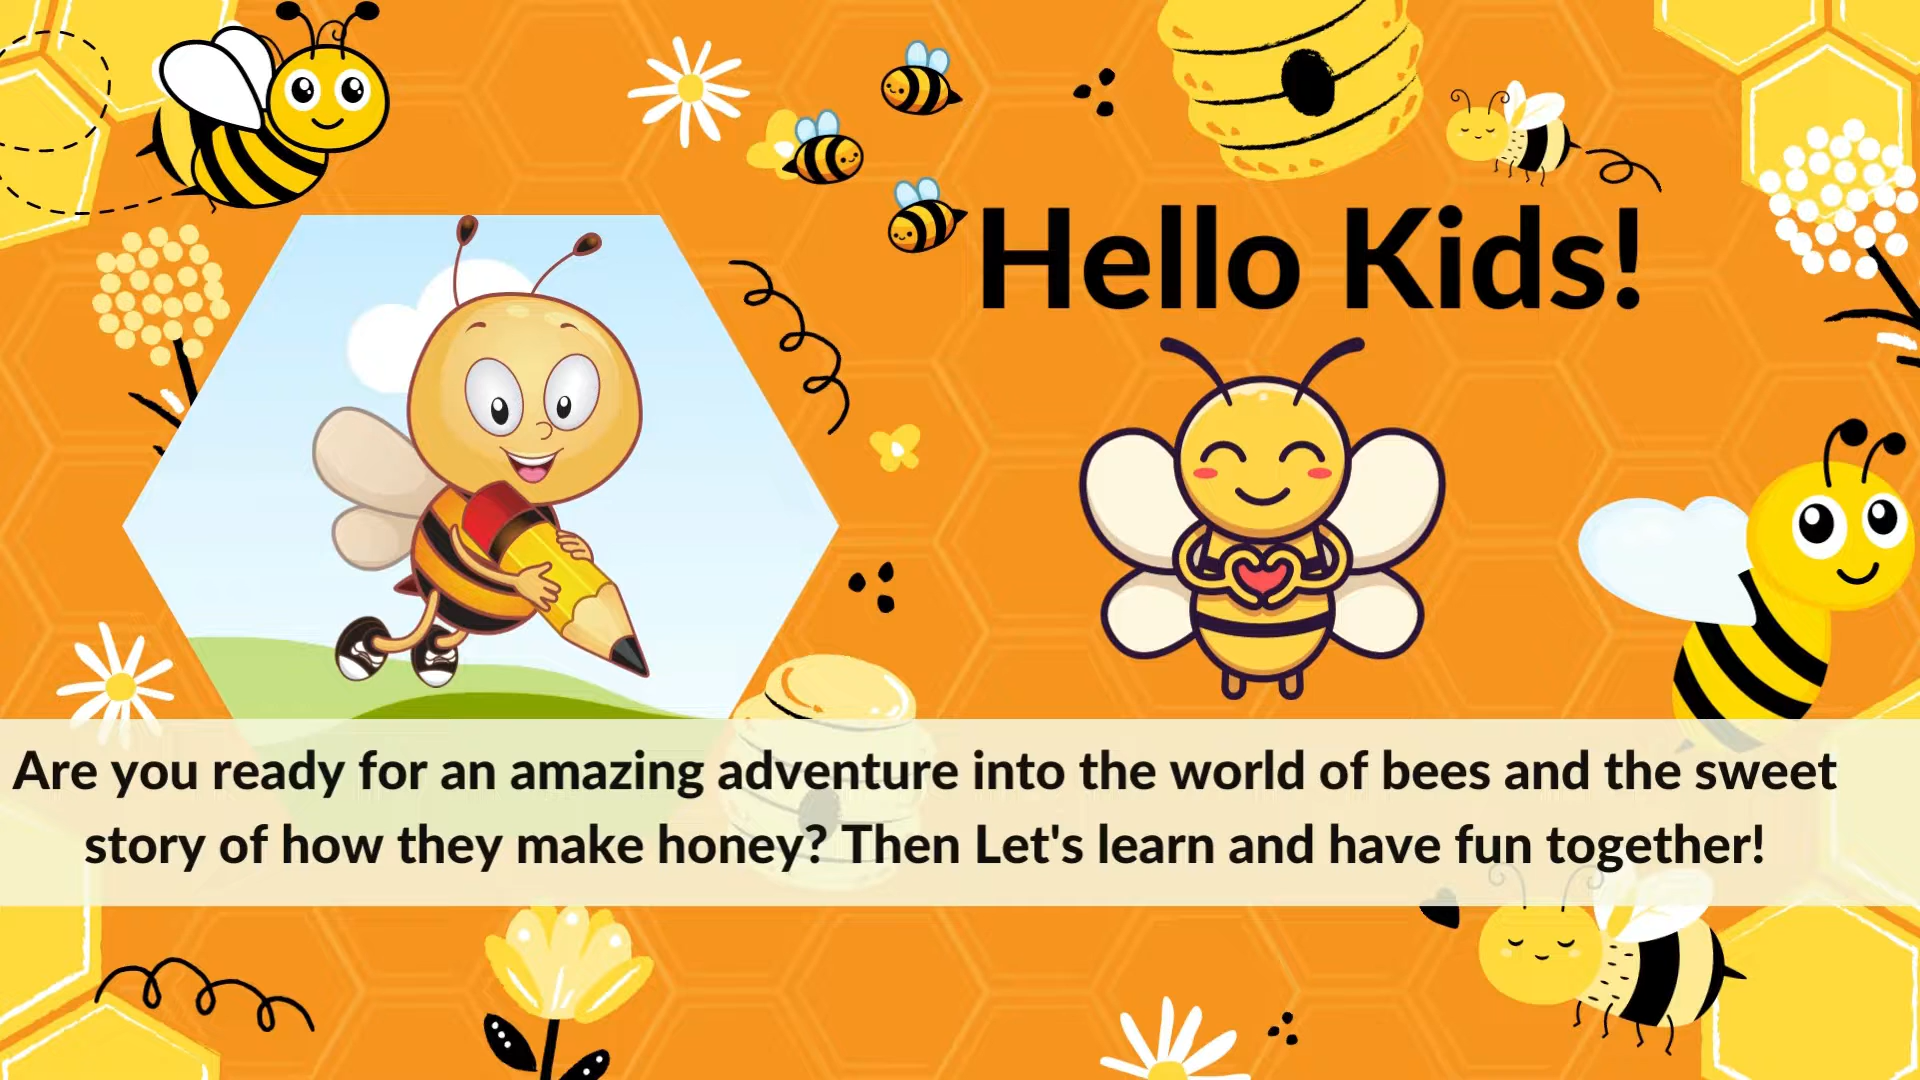 Hello Kids!
Are you ready for an amazing adventure into the world of bees and the sweet
story of how they make honey? Then Let's learn and have fun together!